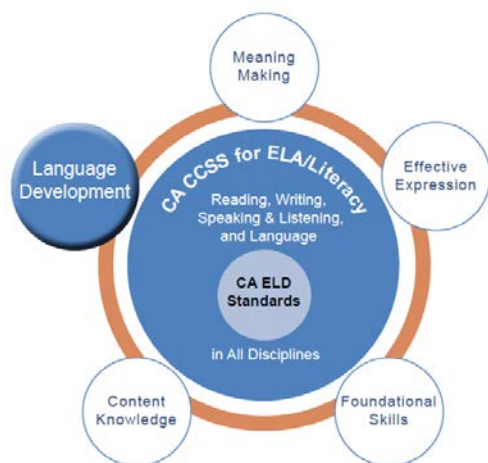 Meaning
Making
Language
Development
Effective
Expression
CA CCSS for ELA/Literacy
Reading, Writing,
Speaking & Listening,
and Language
CA ELD
Standards
in All Disciplines
Content
Knowledge
Foundational
Skills